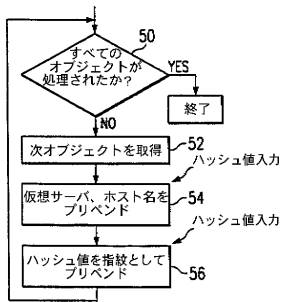 50
すべての
オブジェクトが
処理されたか?
YES
終了
NO
次オブジェクトを取得
52
ハッシュ値入力
仮想サーバ、ホスト名を
プリペンド
54
ハッシュ値入力
ハッシュ値を指紋として
プリペンド
56